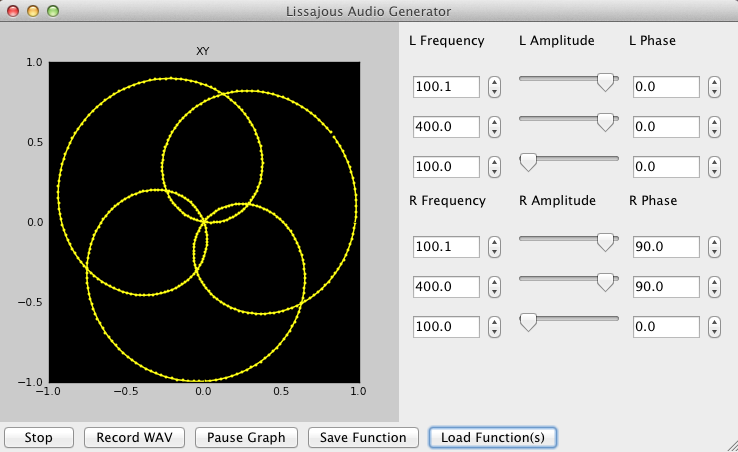 Lissajous Audio Generator
XY
1.0
0.5
0.0
−0.5
−1.0
−1.0 −0.5 0.0 0.5 1.0
L Frequency L Amplitude L Phase
100.1 0.0
400.0 0.0
100.0 0.0
R Frequency R Amplitude R Phase
100.1 90.0
400.0 90.0
100.0 0.0
Stop Record WAV Pause Graph Save Function Load Function(s)